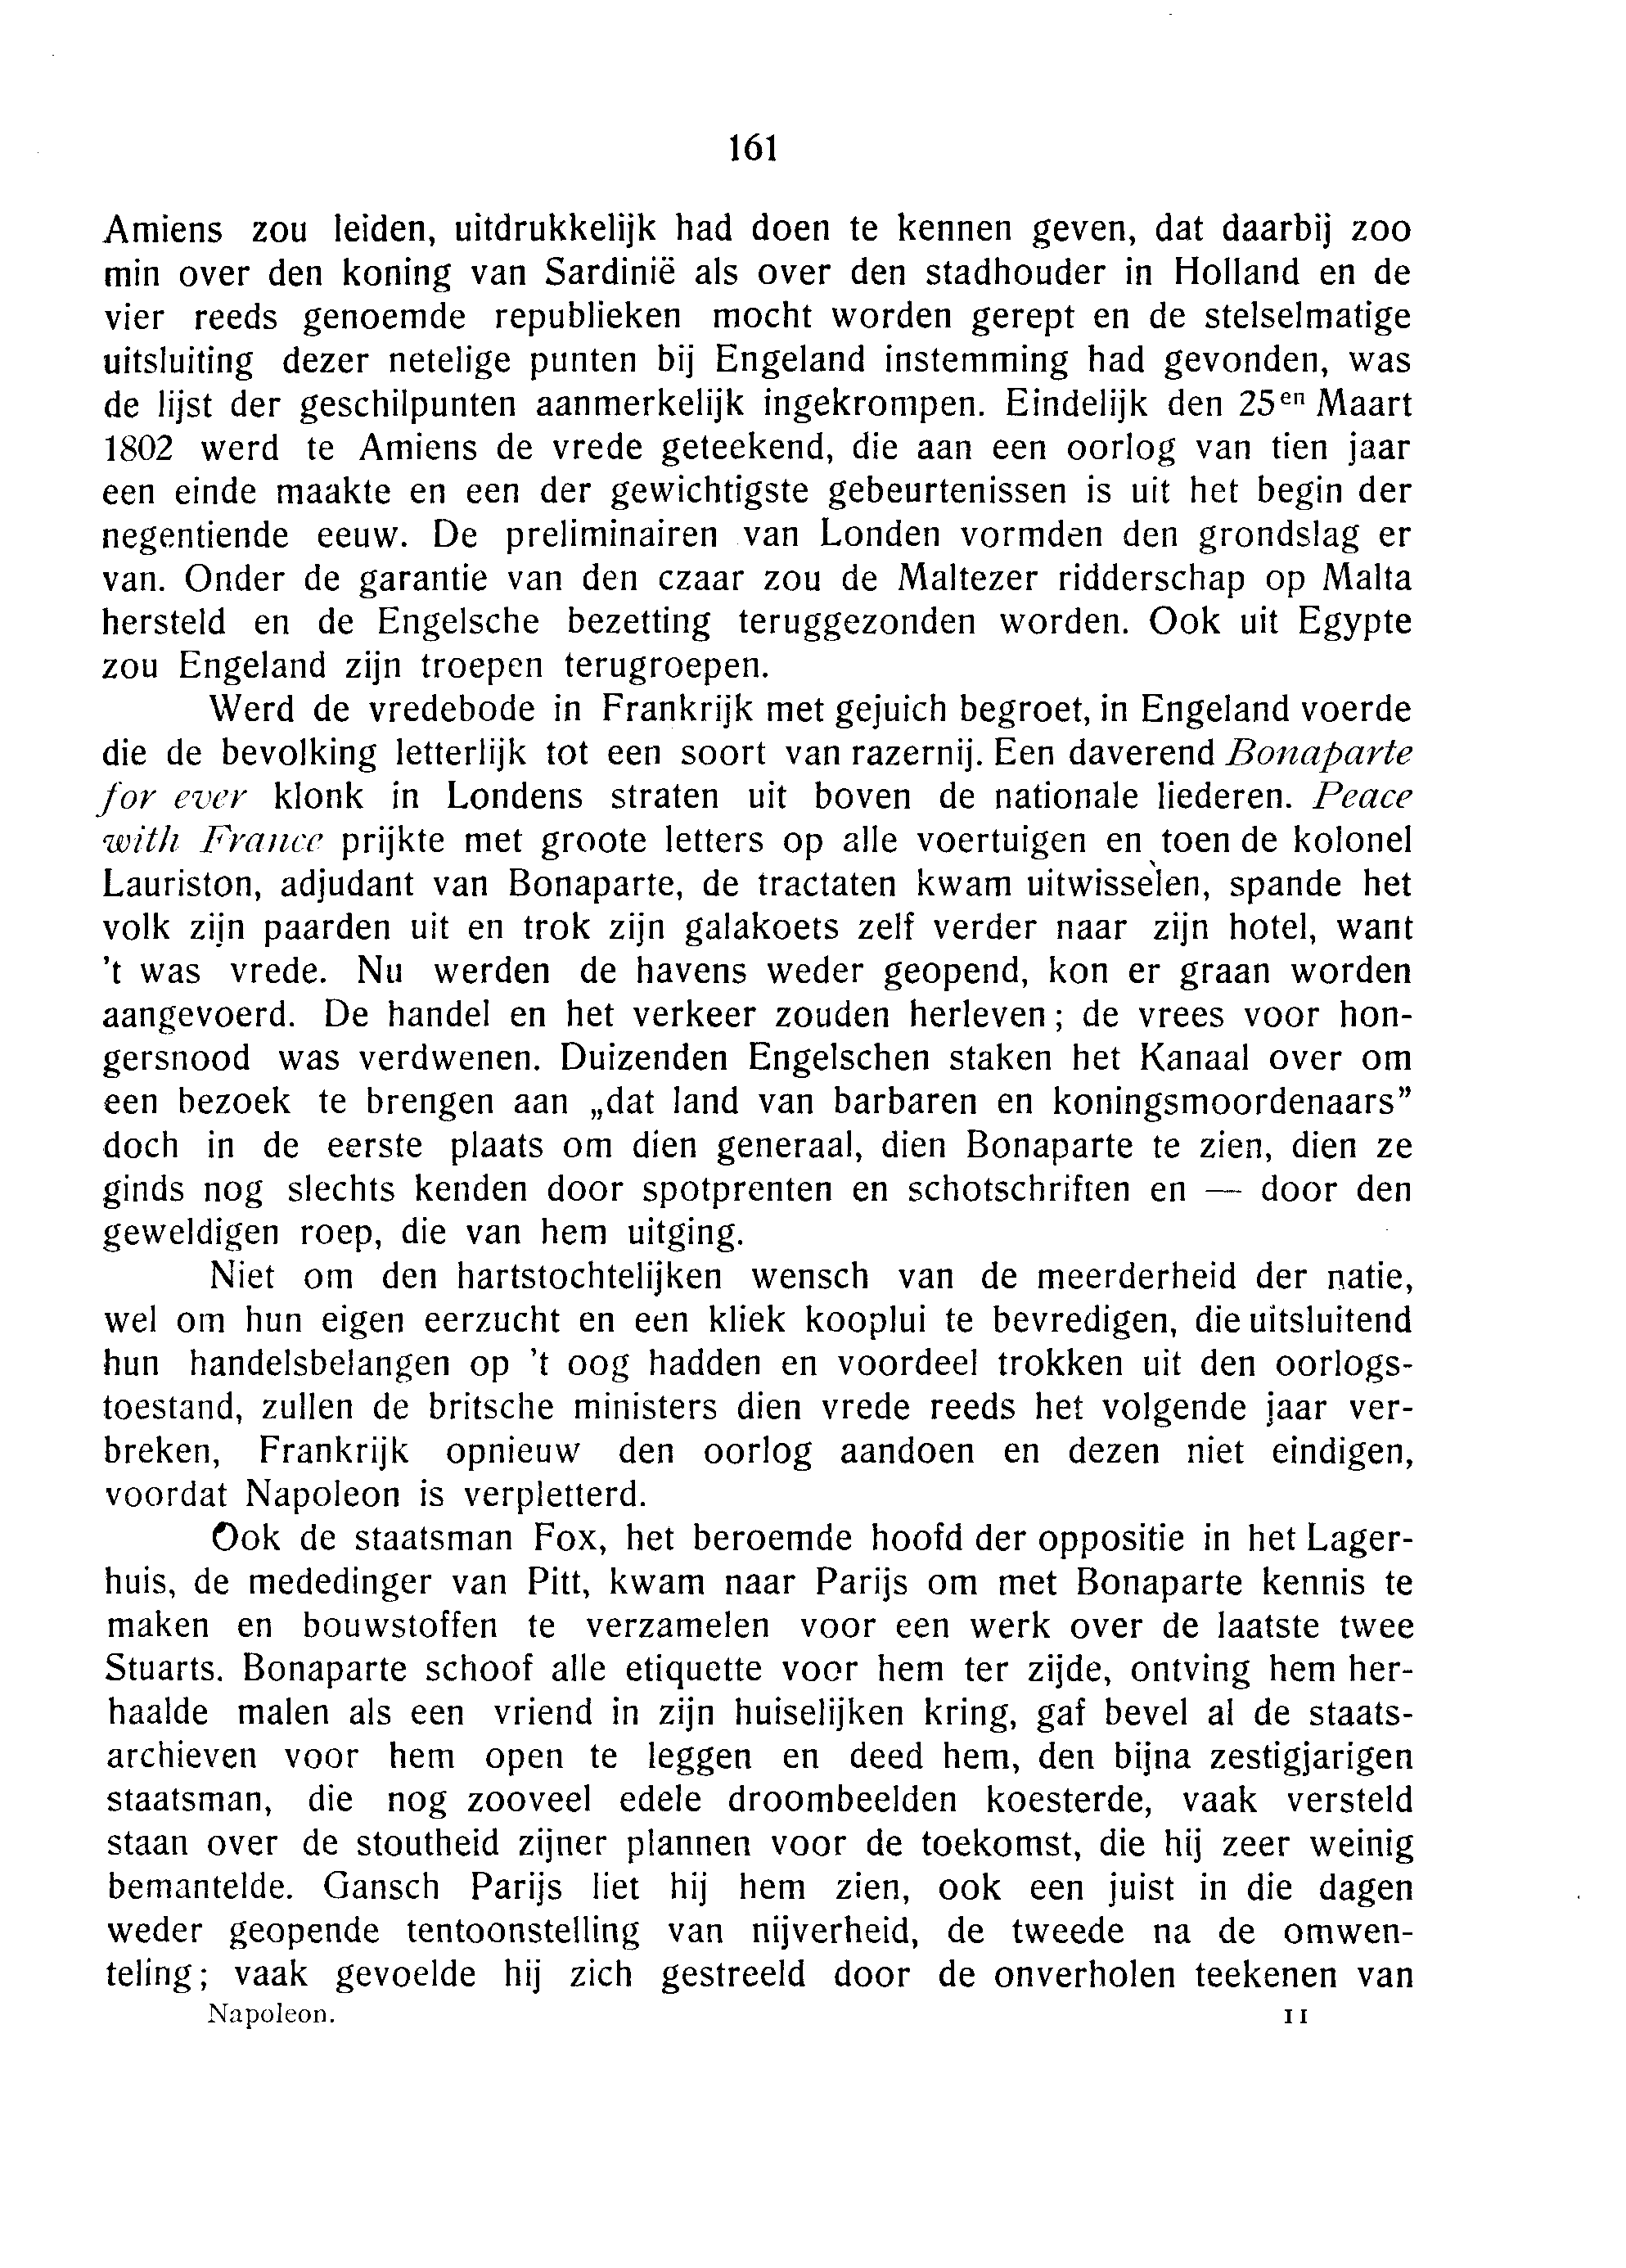 161
Amiens zou leiden, uitdrukkelijk had doen te kennen geven, dat daarbij zoo
min over den koning van Sardinië als over den stadhouder in Holland en de
vier reeds genoemde republieken mocht worden gerept en de stelselmatige
uitsluiting dezer netelige punten bij Engeland instemming had gevonden, was
de lijst der geschilpunten aanmerkelijk ingekrompen. Eindelijk den 25en Maart
1802 werd te Amiens de vrede geteekend, die aan een oorlog van tien jaar
een einde maakte en een der gewichtigste gebeurtenissen is uit het begin der
negentiende eeuw. De preliminairen van Londen vormden den grondslag er
van. Onder de garantie van den czaar zou de Maltezer ridderschap op Malta
hersteld en de Engelsche bezetting teruggezonden worden. Ook uit Egypte
zou Engeland zijn troepen terugroepen.
Werd de vredebode in Frankrijk met gejuich begroet, in Engeland voerde
die de bevolking letterlijk tot een soort van razernij. Een daverend Bonaparte
for ever klonk in Londens straten uit boven de nationale liederen. Peace
with France prijkte met groote letters op alle voertuigen en toen de kolonel
Lauriston, adjudant van Bonaparte, de tractaten kwam uitwisselen, spande het
volk zijn paarden uit en trok zijn galakoets zelf verder naar zijn hotel, want
't was vrede. Nu werden de havens weder geopend, kon er graan worden
aangevoerd. De handel en het verkeer zouden herleven; de vrees voor hon-
gersnood was verdwenen. Duizenden Engelschen staken het Kanaal over om
een bezoek te brengen aan „dat land van barbaren en koningsmoordenaars”
doch in de eerste plaats om dien generaal, dien Bonaparte te zien, dien ze
ginds nog slechts kenden door spotprenten en schotschriften en — door den
geweldigen roep, die van hem uitging.
Niet om den hartstochtelijken wensch van de meerderheid der natie,
wel om hun eigen eerzucht en een kliek kooplui te bevredigen, die uitsluitend
hun handelsbelangen op 't oog hadden en voordeel trokken uit den oorlogs-
toestand, zullen de britsche ministers dien vrede reeds het volgende jaar ver-
breken, Frankrijk opnieuw den oorlog aandoen en dezen niet eindigen,
voordat Napoleon is verpletterd.
Ook de staatsman Fox, het beroemde hoofd der oppositie in het Lager-
huis, de mededinger van Pitt, kwam naar Parijs om met Bonaparte kennis te
maken en bouwstoffen te verzamelen voor een werk over de laatste twee
Stuarts. Bonaparte schoof alle etiquette voor hem ter zijde, ontving hem her-
haalde malen als een vriend in zijn huiselijken kring, gaf bevel al de staats-
archieven voor hem open te leggen en deed hem, den bijna zestigjarigen
staatsman, die nog zooveel edele droombeelden koesterde, vaak versteld
staan over de stoutheid zijner plannen voor de toekomst, die hij zeer weinig
bemantelde. Gansch Parijs liet hij hem zien, ook een juist in die dagen
weder geopende tentoonstelling van nijverheid, de tweede na de omwen-
teling; vaak gevoelde hij zich gestreeld door de onverholen teekenen van
Napoleon. 11